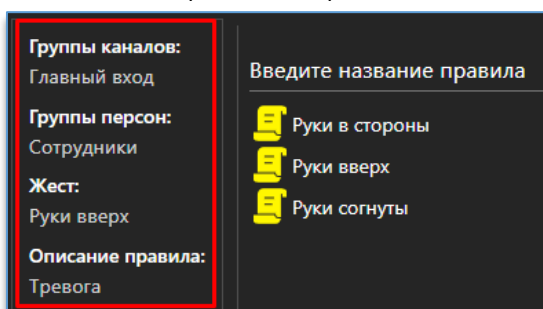 Группы каналов:
Главный вход
Группы персон:
Сотрудники
Жест:
Руки вверх
Описание правила:
Тревога
Введите название правила
Руки в стороны
Руки вверх
Руки согнуты